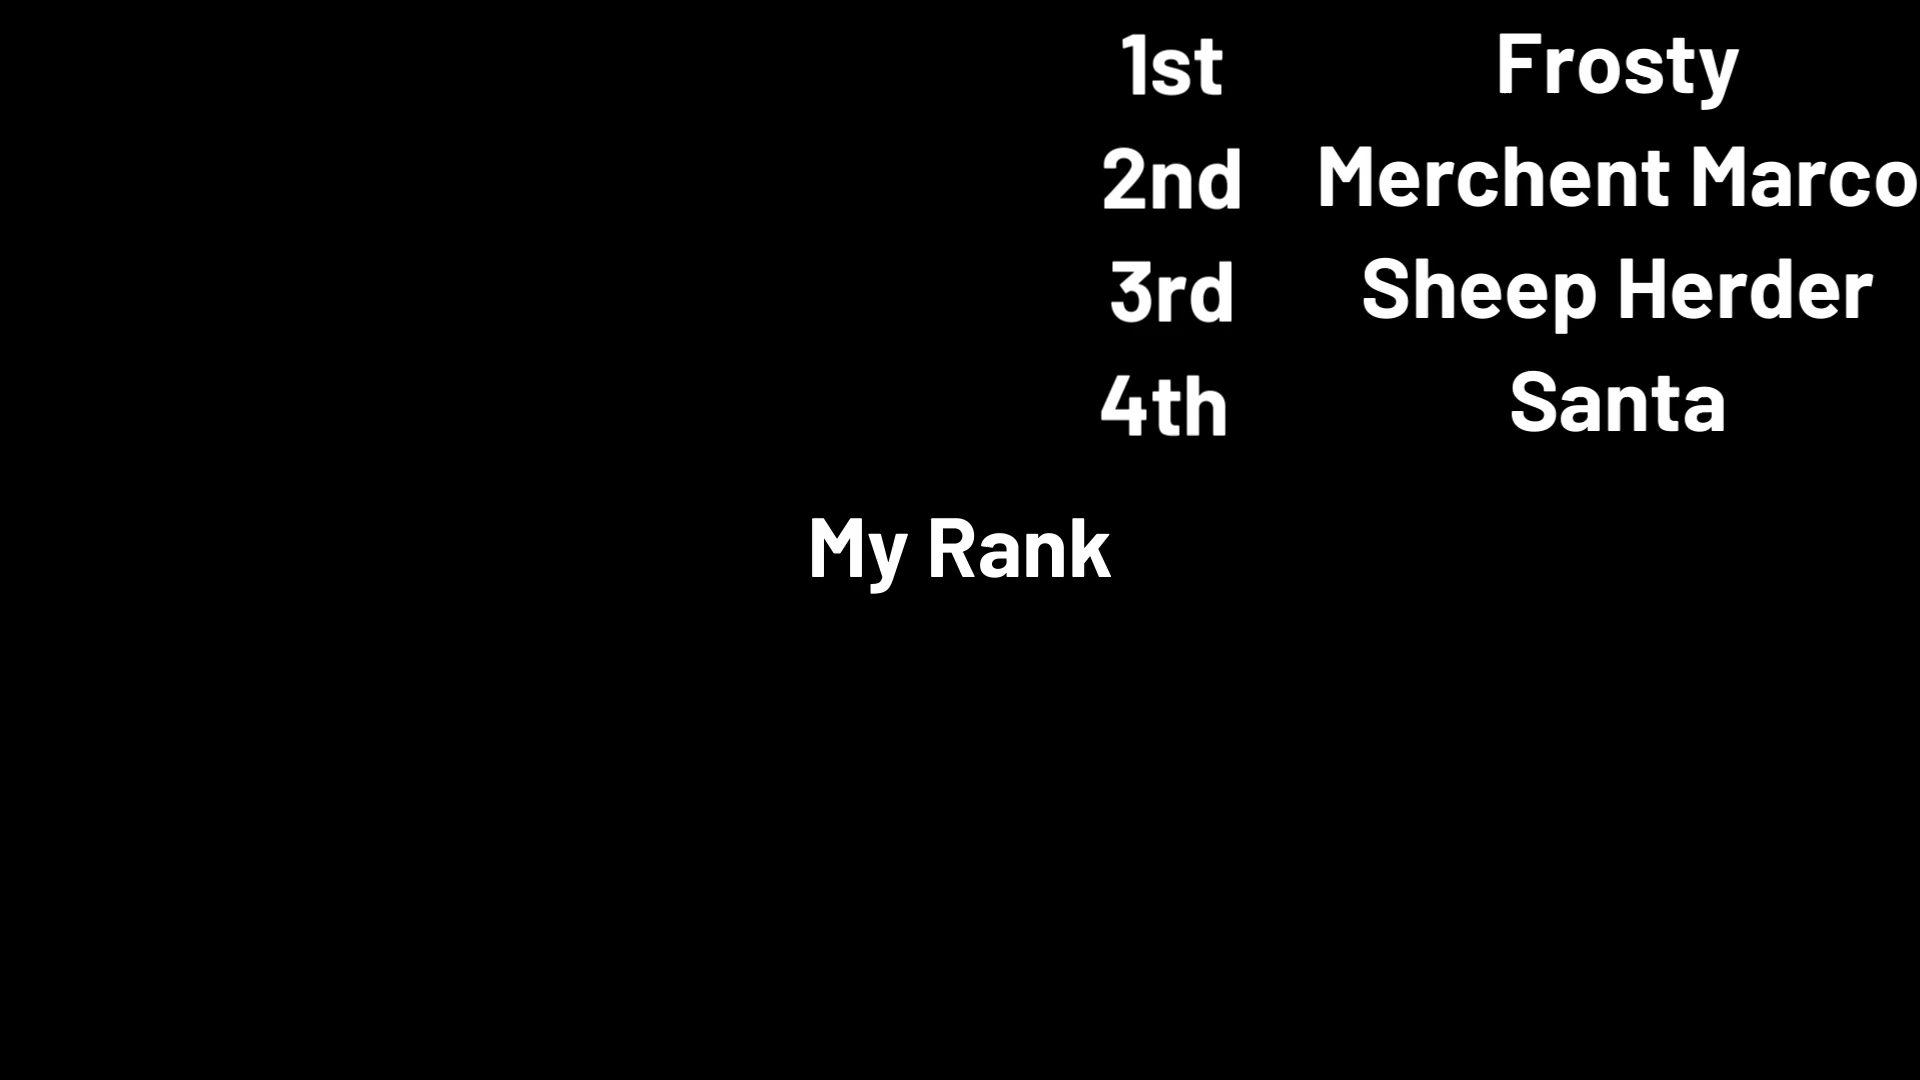 1st Frosty
2nd Merchent Marco
3rd Sheep Herder
4th Santa
My Rank